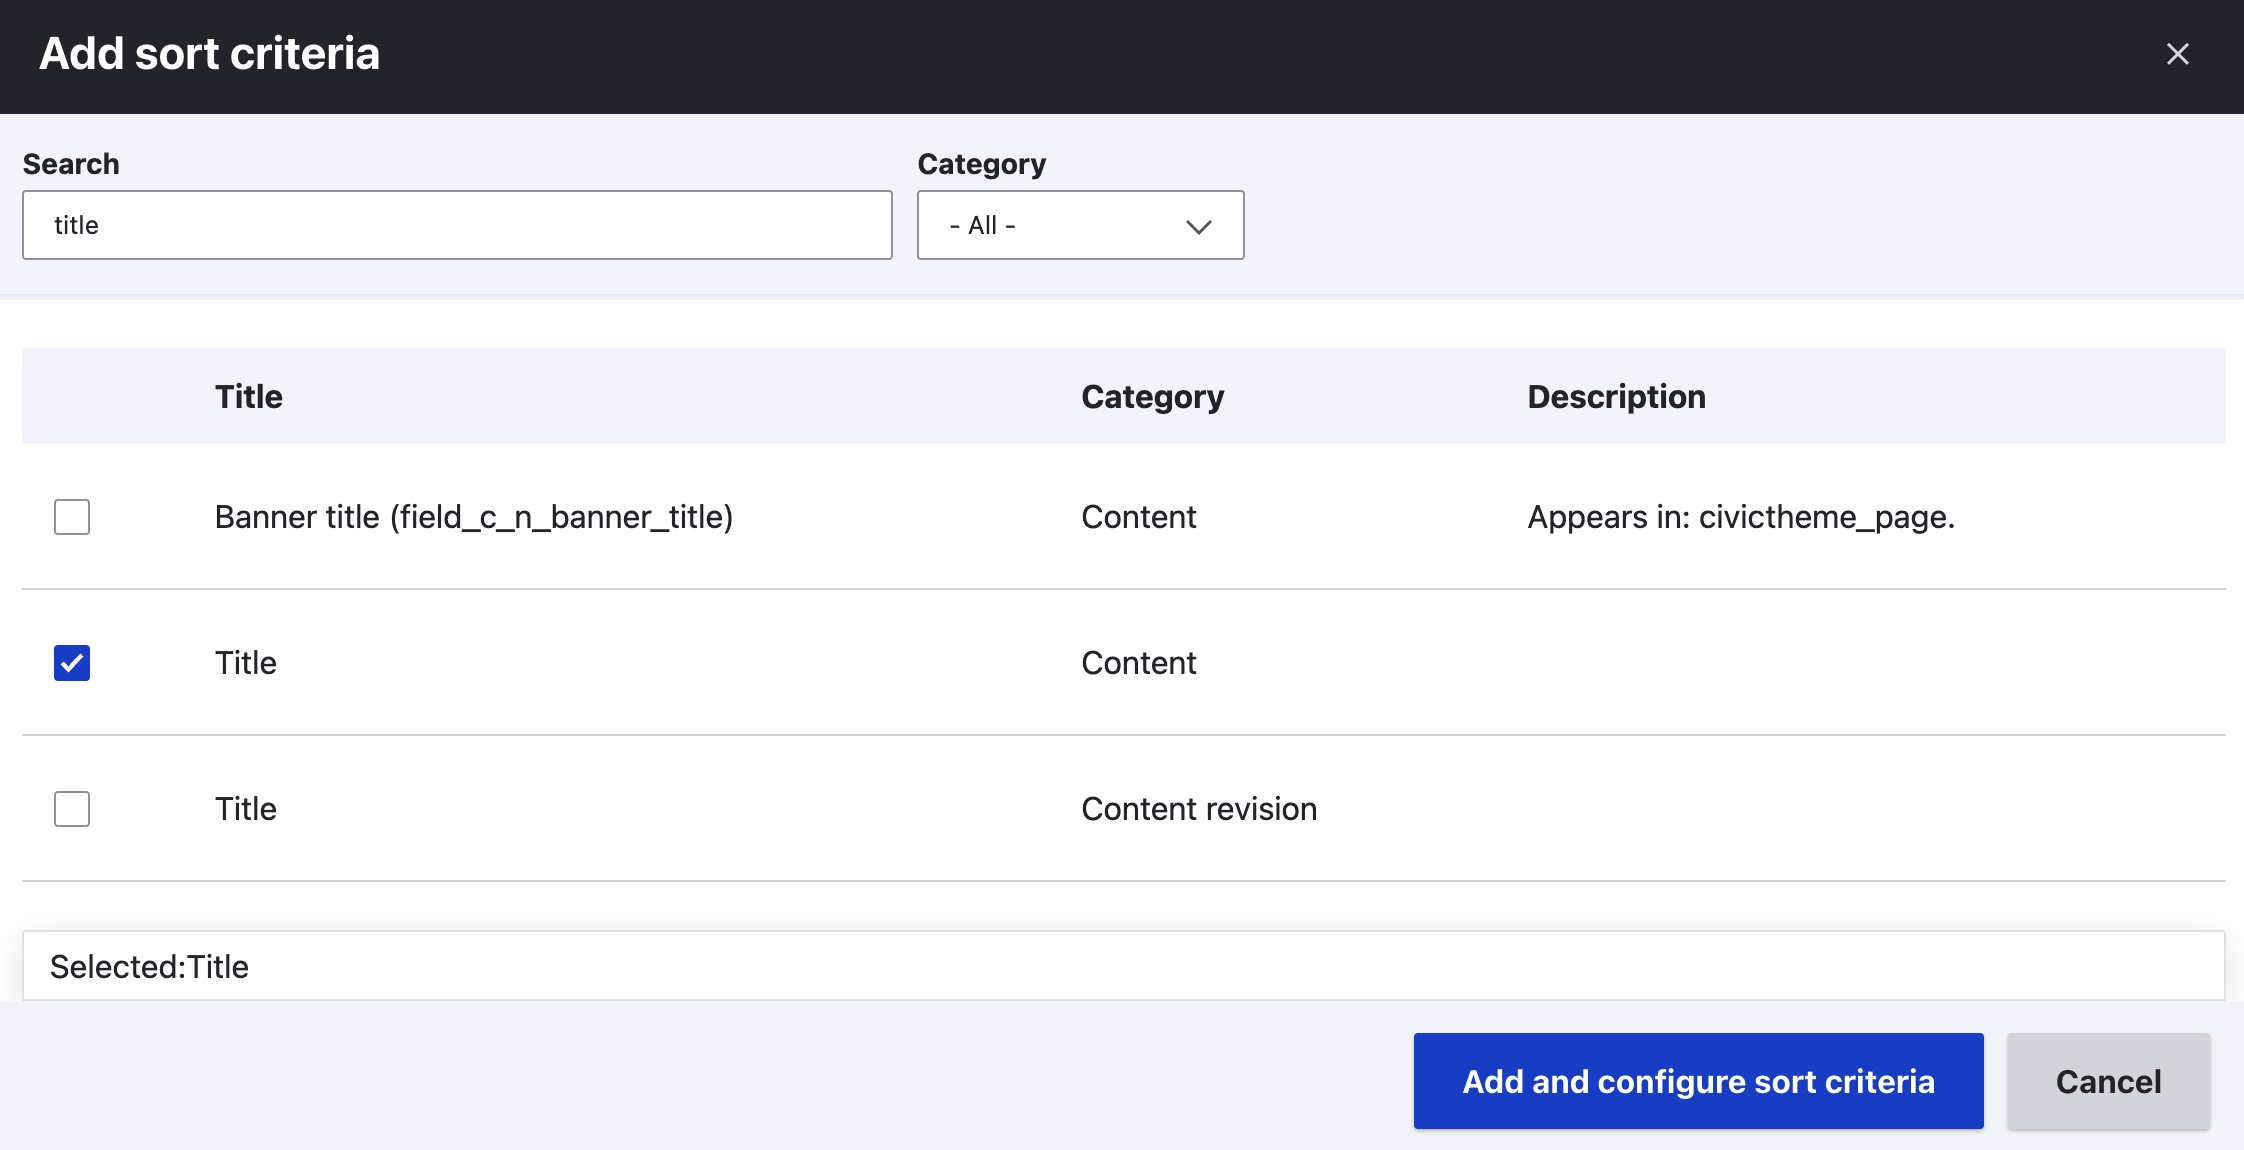 Add sort criteria
Search Category
title - All -
Title Category Description
Banner title (field_c_n_banner_title) Content Appears in: civictheme_page.
Title Content
Title Content revision
Selected:Title
Add and configure sort criteria Cancel